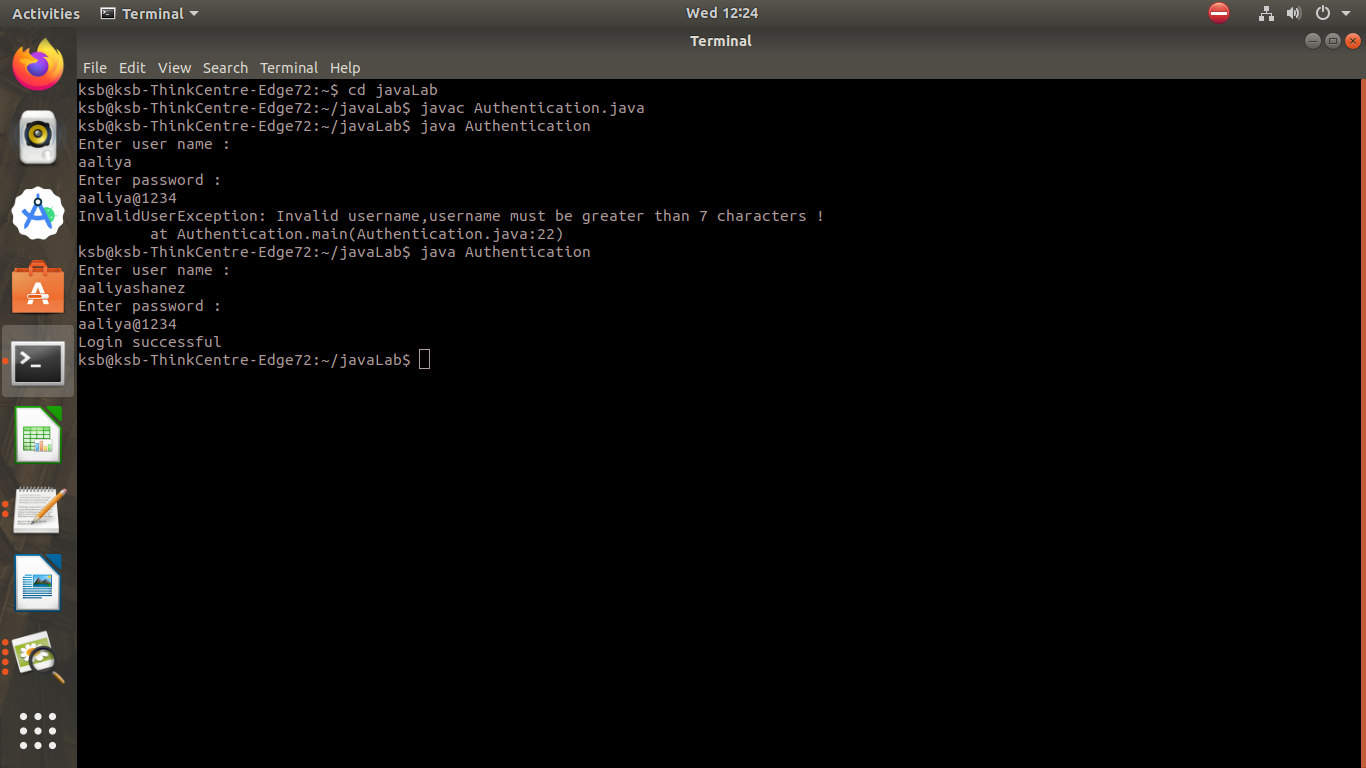 Activities Terminal Wed 12:24
Terminal
File Edit View Search Terminal Help
ksb@ksb-ThinkCentre-Edge72:~$ cd javaLab
ksb@ksb-ThinkCentre-Edge72:~/javaLab$ javac Authentication.java
ksb@ksb-ThinkCentre-Edge72:~/javaLab$ java Authentication
Enter user name :
aaliya
Enter password :
aaliya@1234
InvalidUserException: Invalid username,username must be greater than 7 characters !
        at Authentication.main(Authentication.java:22)
ksb@ksb-ThinkCentre-Edge72:~/javaLab$ java Authentication
Enter user name :
aaliyashanez
Enter password :
aaliya@1234
Login successful
ksb@ksb-ThinkCentre-Edge72:~/javaLab$